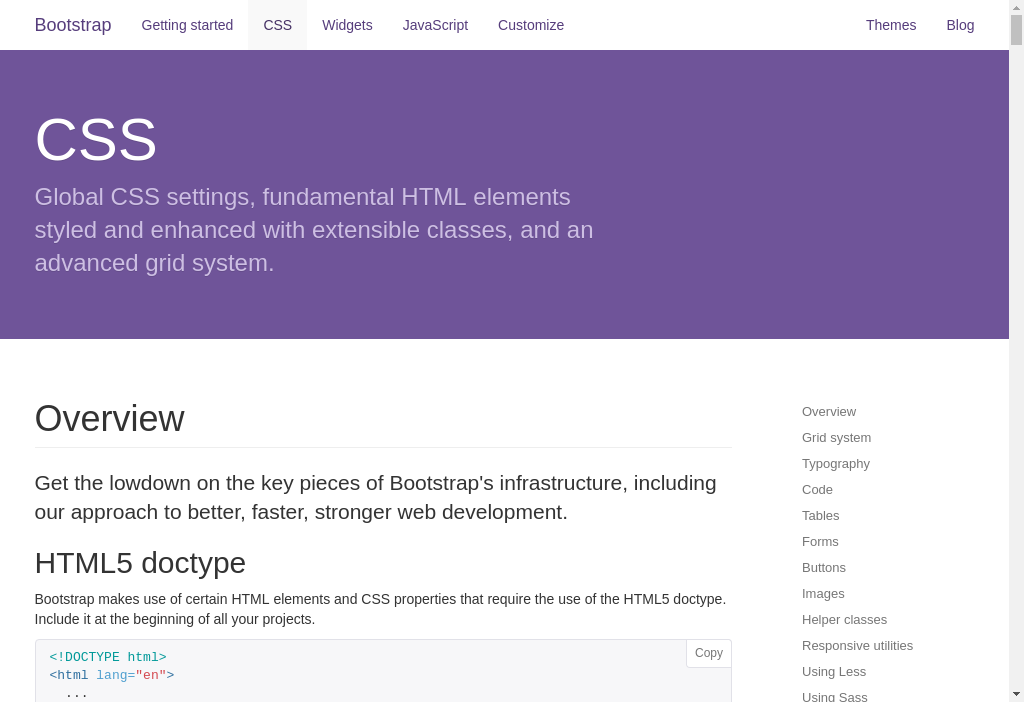 Bootstrap Getting started CSS Widgets JavaScript Customize Themes Blog
CSS
Global CSS settings, fundamental HTML elements
styled and enhanced with extensible classes, and an
advanced grid system.
Overview
Get the lowdown on the key pieces of Bootstrap's infrastructure, including
our approach to better, faster, stronger web development.
HTML5 doctype
Bootstrap makes use of certain HTML elements and CSS properties that require the use of the HTML5 doctype.
Include it at the beginning of all your projects.
Copy
<!DOCTYPE html>
<html lang="en">
...
Overview
Grid system
Typography
Code
Tables
Forms
Buttons
Images
Helper classes
Responsive utilities
Using Less
Using Sass